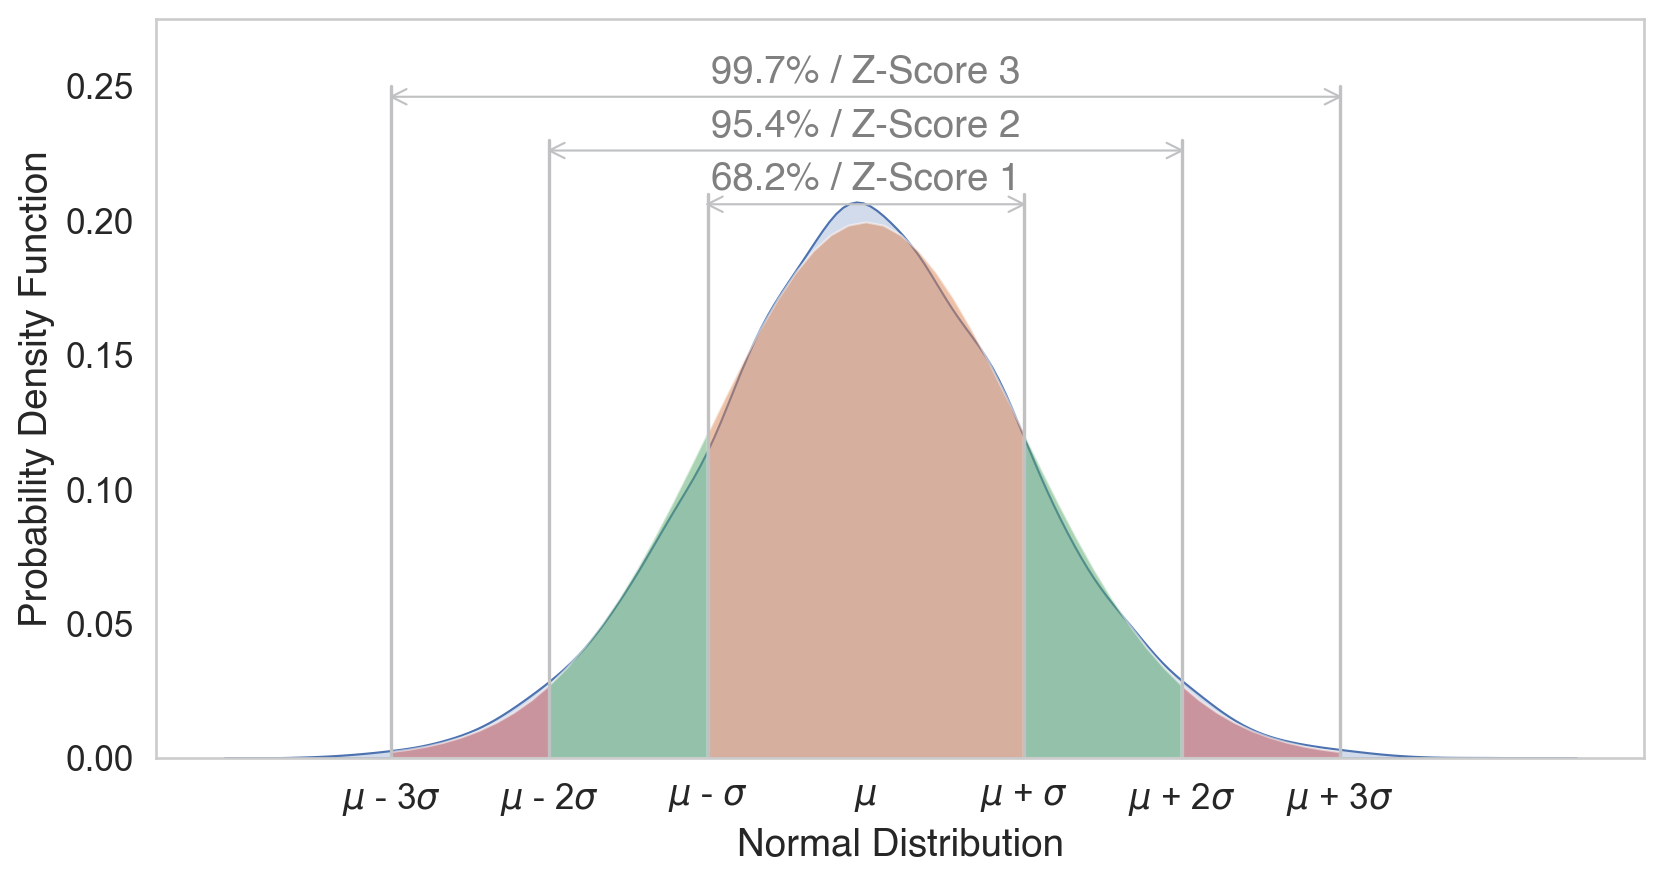 99.7% / Z-Score 3
95.4% / Z-Score 2
68.2% / Z-Score 1
Probability Density Function
0.25
0.20
0.15
0.10
0.05
0.00
μ - 3σ
μ - 2σ
μ - σ
μ
μ + σ
μ + 2σ
μ + 3σ
Normal Distribution